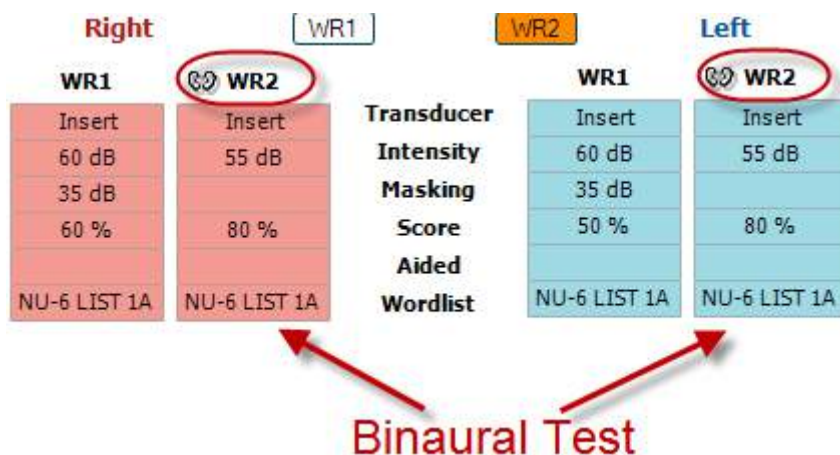 Right WR1 WR2 Left
WR1 WR2 WR1 WR2
Insert Insert Transducer Insert Insert
60 dB 55 dB Intensity 60 dB 55 dB
35 dB Masking 35 dB
60 % 80 % Score 50 % 80 %
Aided
NU-6 LIST 1A NU-6 LIST 1A Wordlist NU-6 LIST 1A NU-6 LIST 1A
Binaural Test